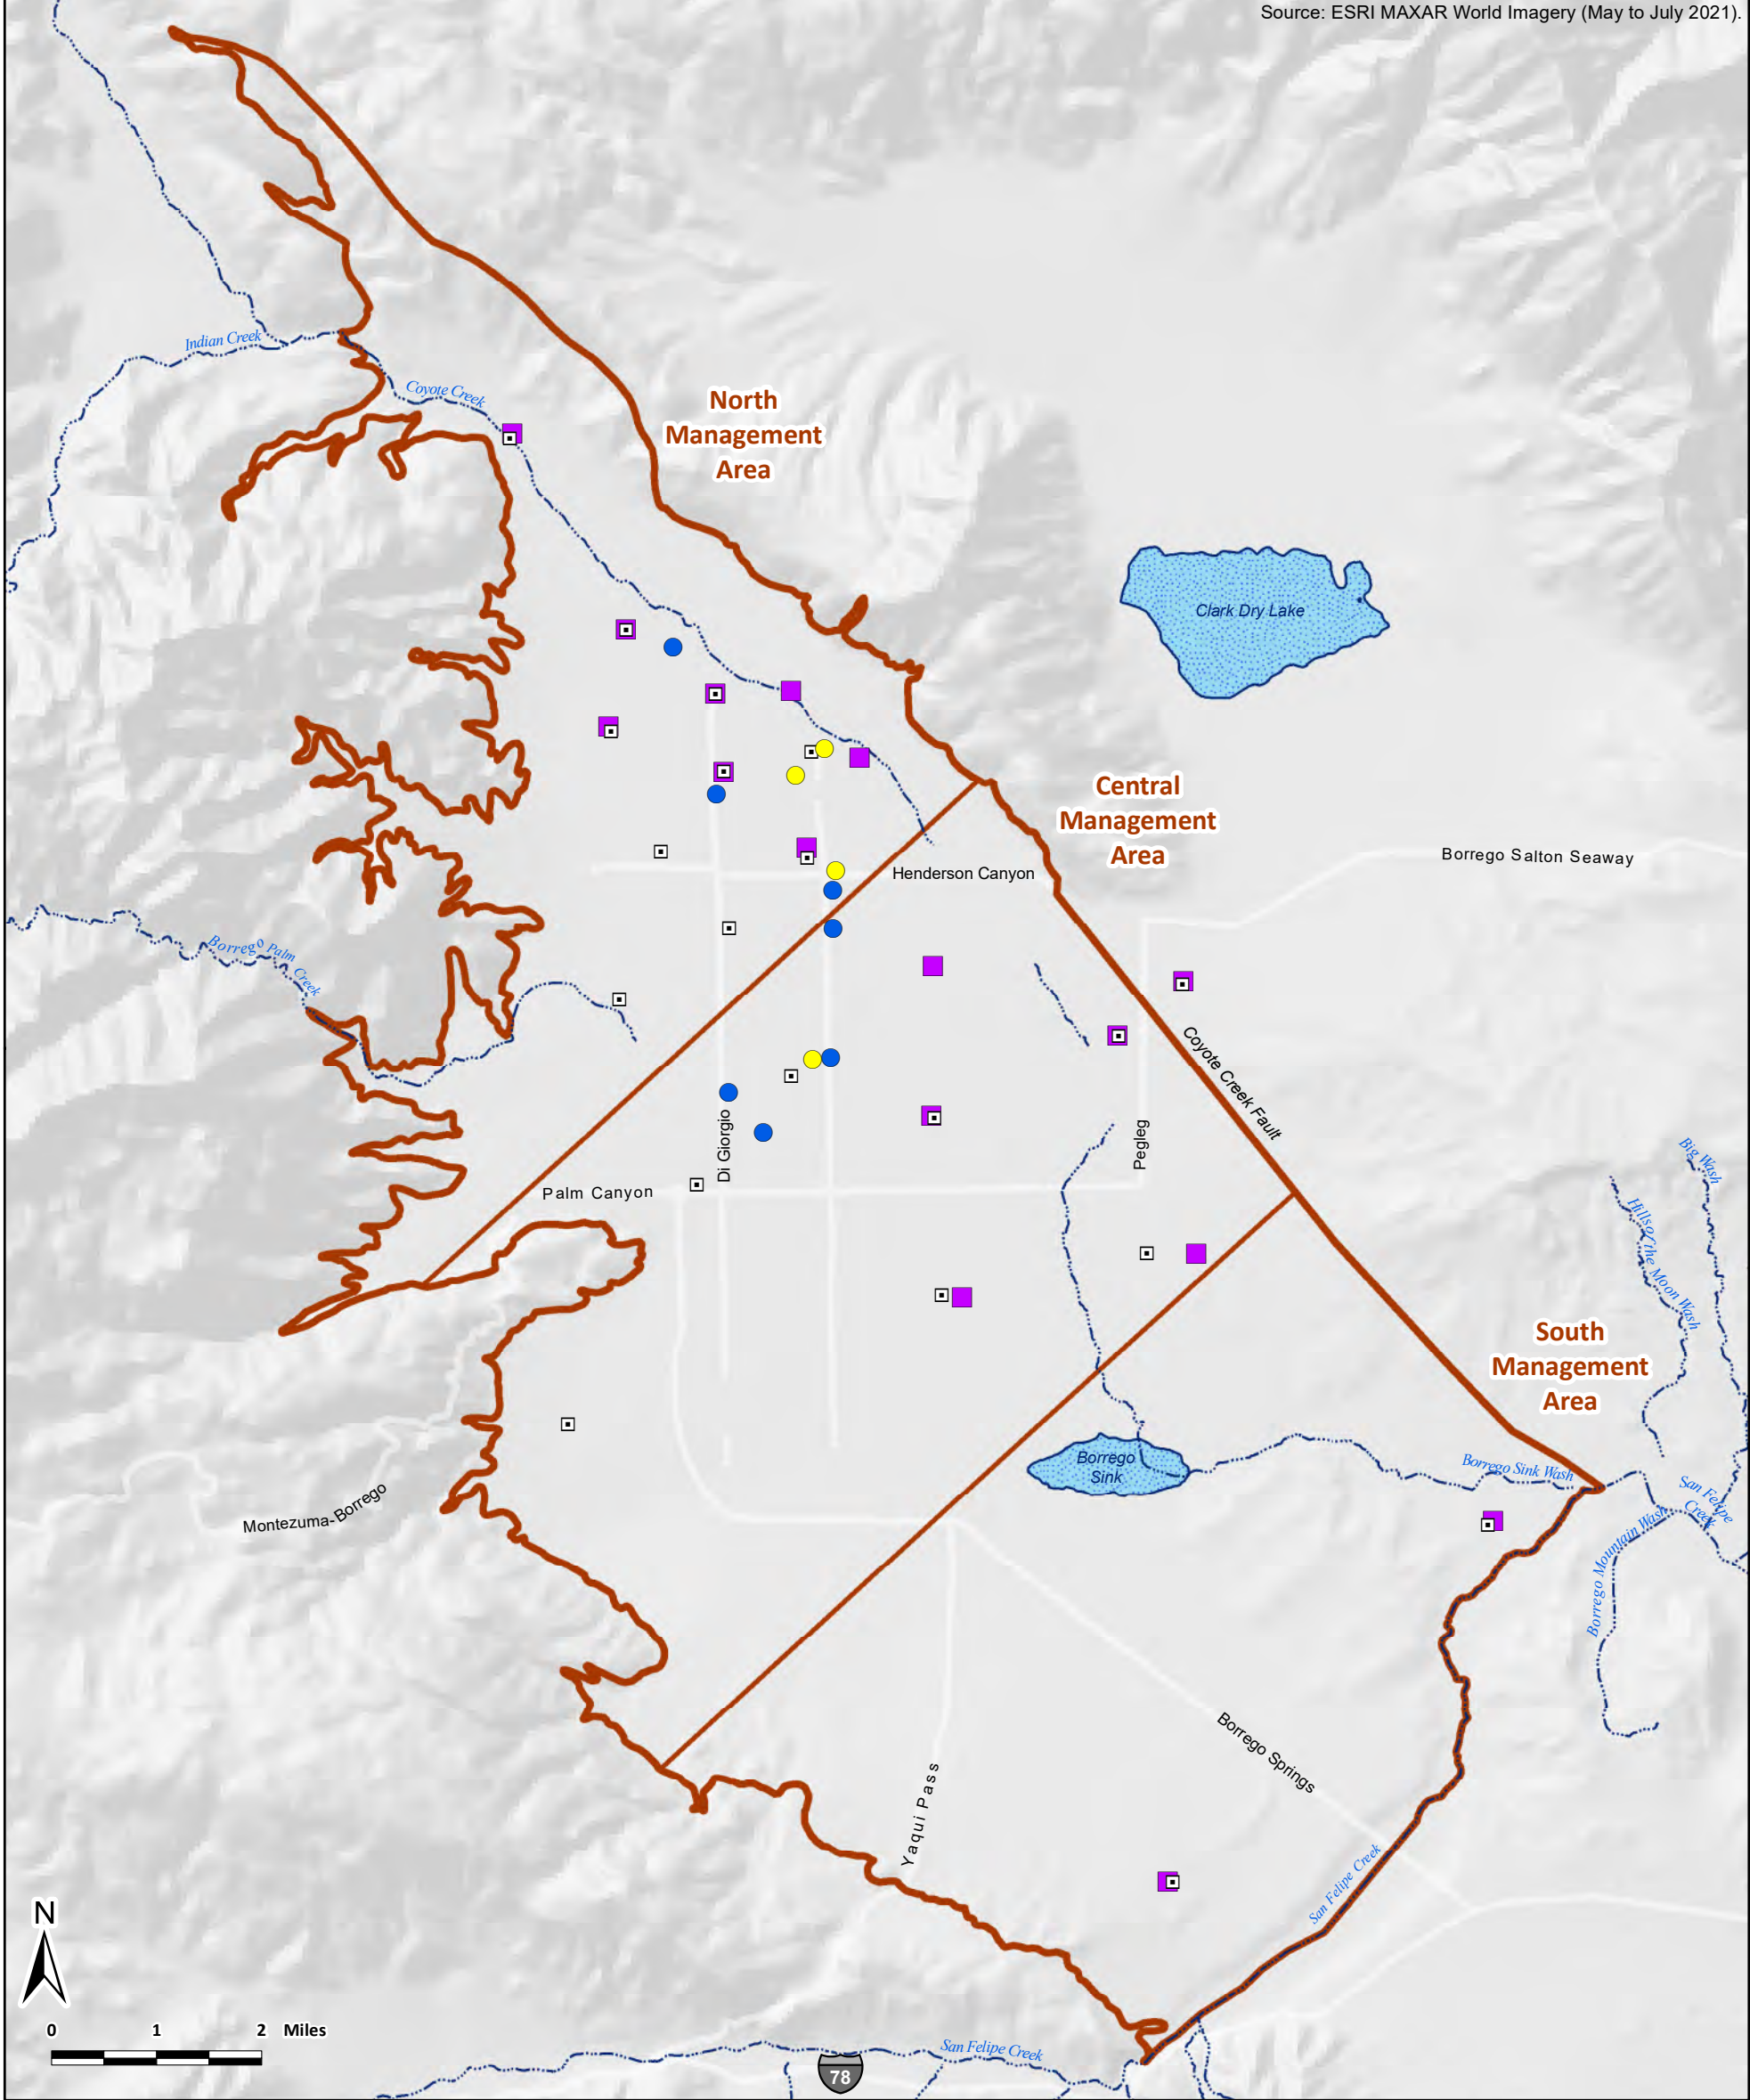 Source: ESRI MAXAR World Imagery (May to July 2021).
Indian Creek
Coyote Creek
North
Management
Area
Clark Dry Lake
Central
Management
Area
Borrego Salton Seaway
Henderson Canyon
Borrego Palm
Creek
Coyote Creek Fault
Di Giorgio
Pegleg
Palm Canyon
Big Wash
Hills of the Moon Wash
South
Management
Area
Borrego
Sink
Borrego Sink Wash
San Felipe
Creek
Montezuma-Borrego
Borrego Mountain Wash
Borrego Springs
Yaqui Pass
San Felipe Creek
N
0 1 2 Miles
San Felipe Creek
78